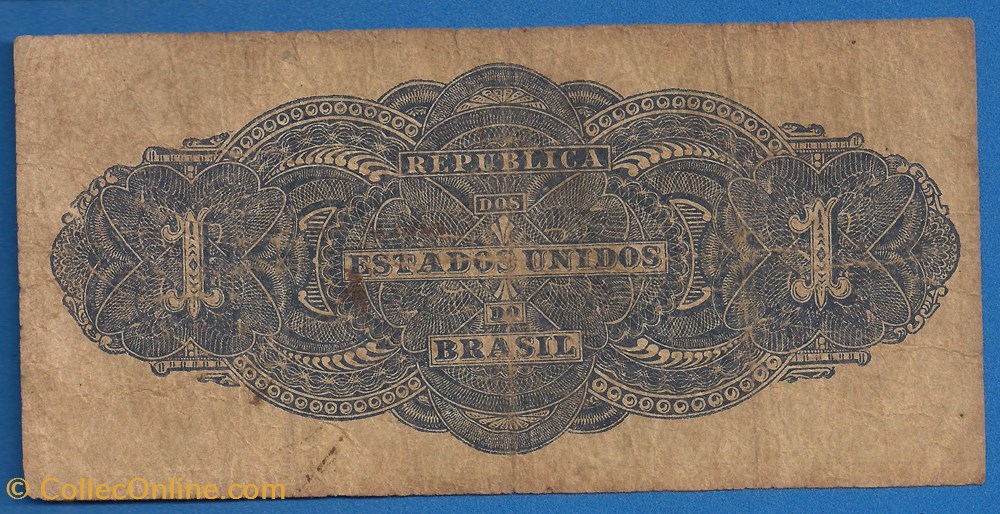 REPUBLICA
DOS
1 ESTADOS UNIDOS 1
DO
BRASIL
© CollecOnline.com